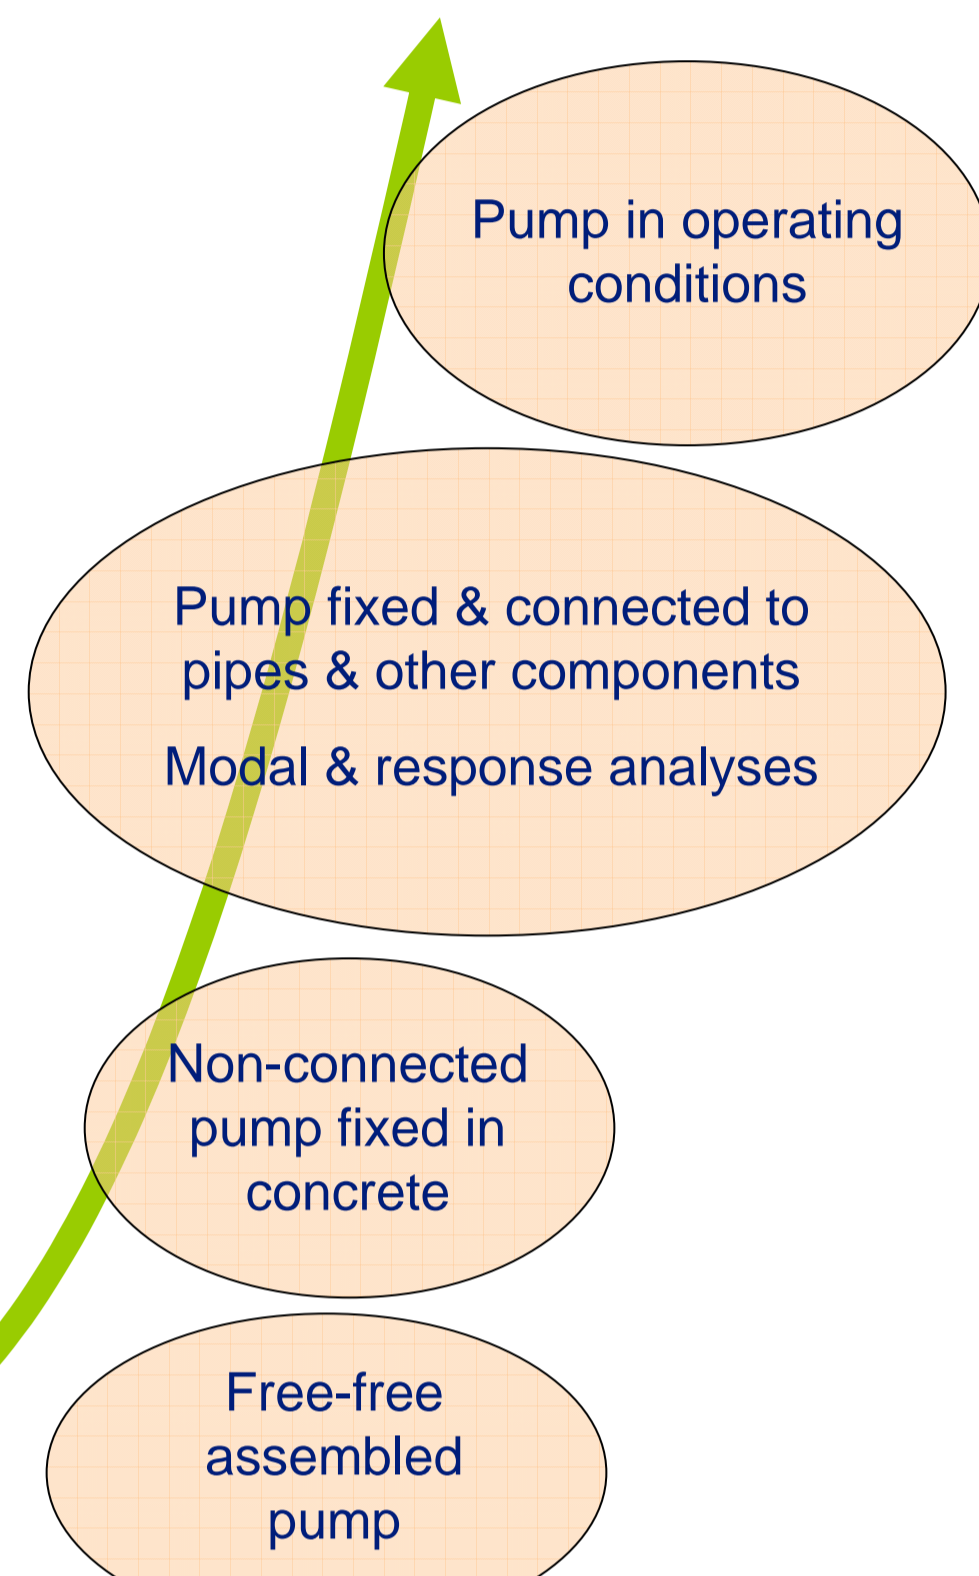 Pump in operating
conditions
Pump fixed & connected to
pipes & other components
Modal & response analyses
Non-connected
pump fixed in
concrete
Free-free
assembled
pump